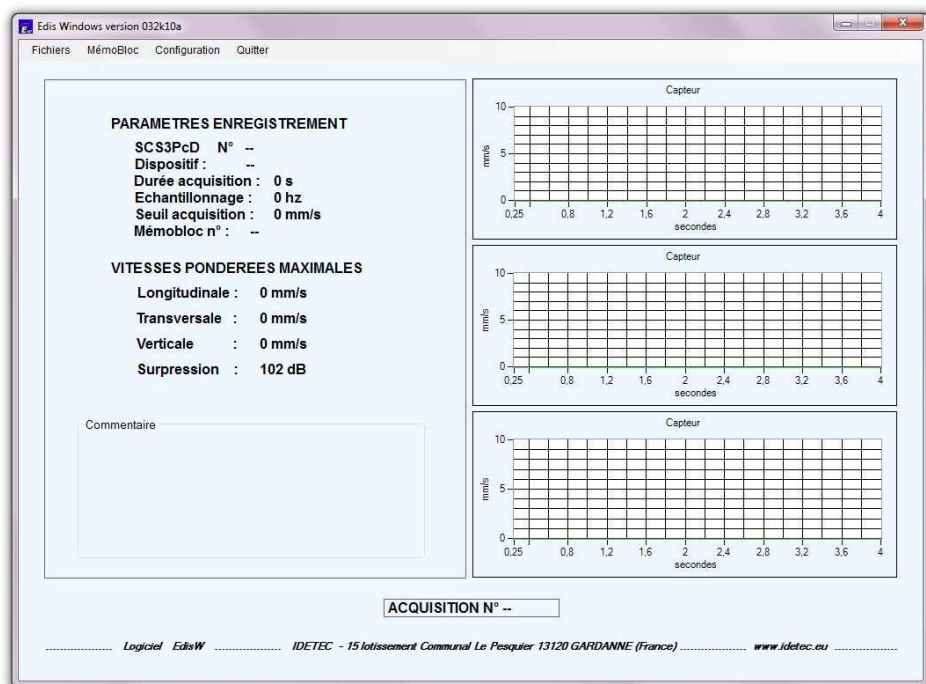 Edis Windows version 032k10a
Fichiers MémoBloc Configuration Quitter
PARAMETRES ENREGISTREMENT
SCS3PcD N° --
Dispositif : --
Durée acquisition : 0 s
Echantillonnage : 0 hz
Seuil acquisition : 0 mm/s
Mémobloc n° : --
VITESSES PONDEREES MAXIMALES
Longitudinale : 0 mm/s
Transversale : 0 mm/s
Verticale : 0 mm/s
Surpression : 102 dB
Commentaire
Capteur
10
5
0
mm/s
0,25 0,8 1,2 1,6 2 2,4 2,8 3,2 3,6 4
secondes
Capteur
10
5
0
mm/s
0,25 0,8 1,2 1,6 2 2,4 2,8 3,2 3,6 4
secondes
Capteur
10
5
0
mm/s
0,25 0,8 1,2 1,6 2 2,4 2,8 3,2 3,6 4
secondes
ACQUISITION N° --
Logiciel EdisW IDETEC - 15 lotissement Communal Le Pesquier 13120 GARDANNE (France) www.idetec.eu